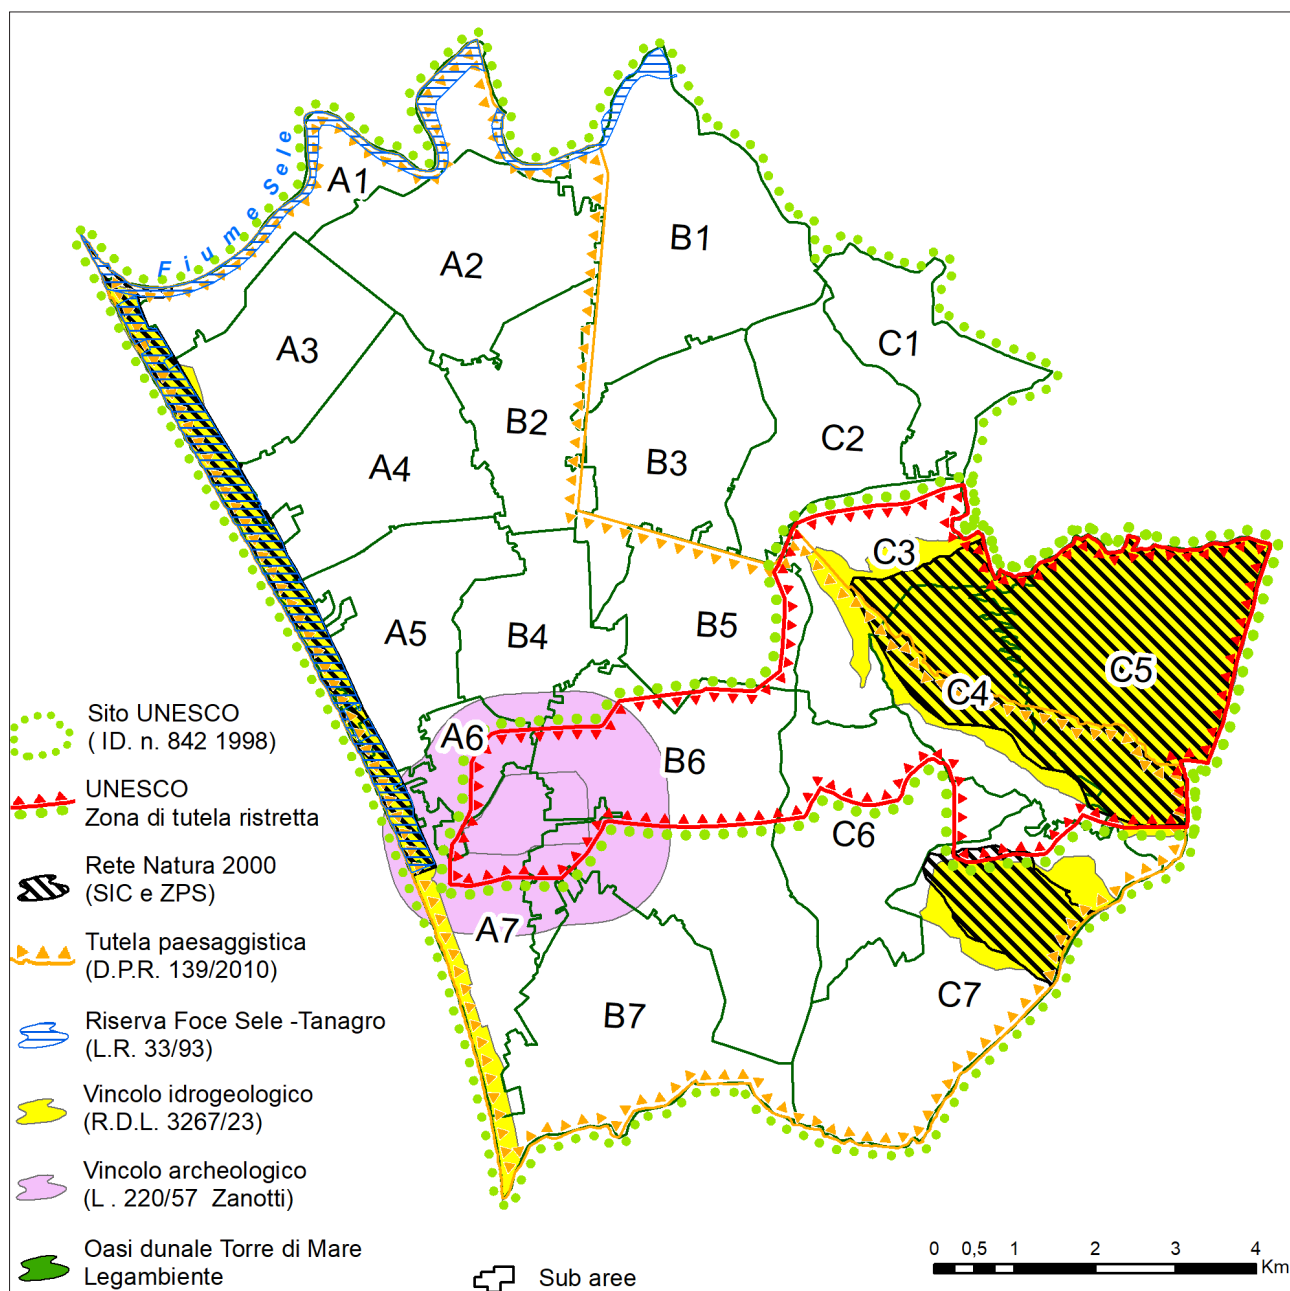 Fiume Sele
A1
A2
B1
A3
C1
B2
C2
A4
B3
C3
A5
B4
B5
C5
C4
A6
B6
C6
A7
C7
B7
Sito UNESCO
( ID. n. 842 1998)
UNESCO
Zona di tutela ristretta
Rete Natura 2000
(SIC e ZPS)
Tutela paesaggistica
(D.P.R. 139/2010)
Riserva Foce Sele -Tanagro
(L.R. 33/93)
Vincolo idrogeologico
(R.D.L. 3267/23)
Vincolo archeologico
(L . 220/57 Zanotti)
Oasi dunale Torre di Mare
Legambiente
Sub aree
0 0,5 1 2 3 4
Km